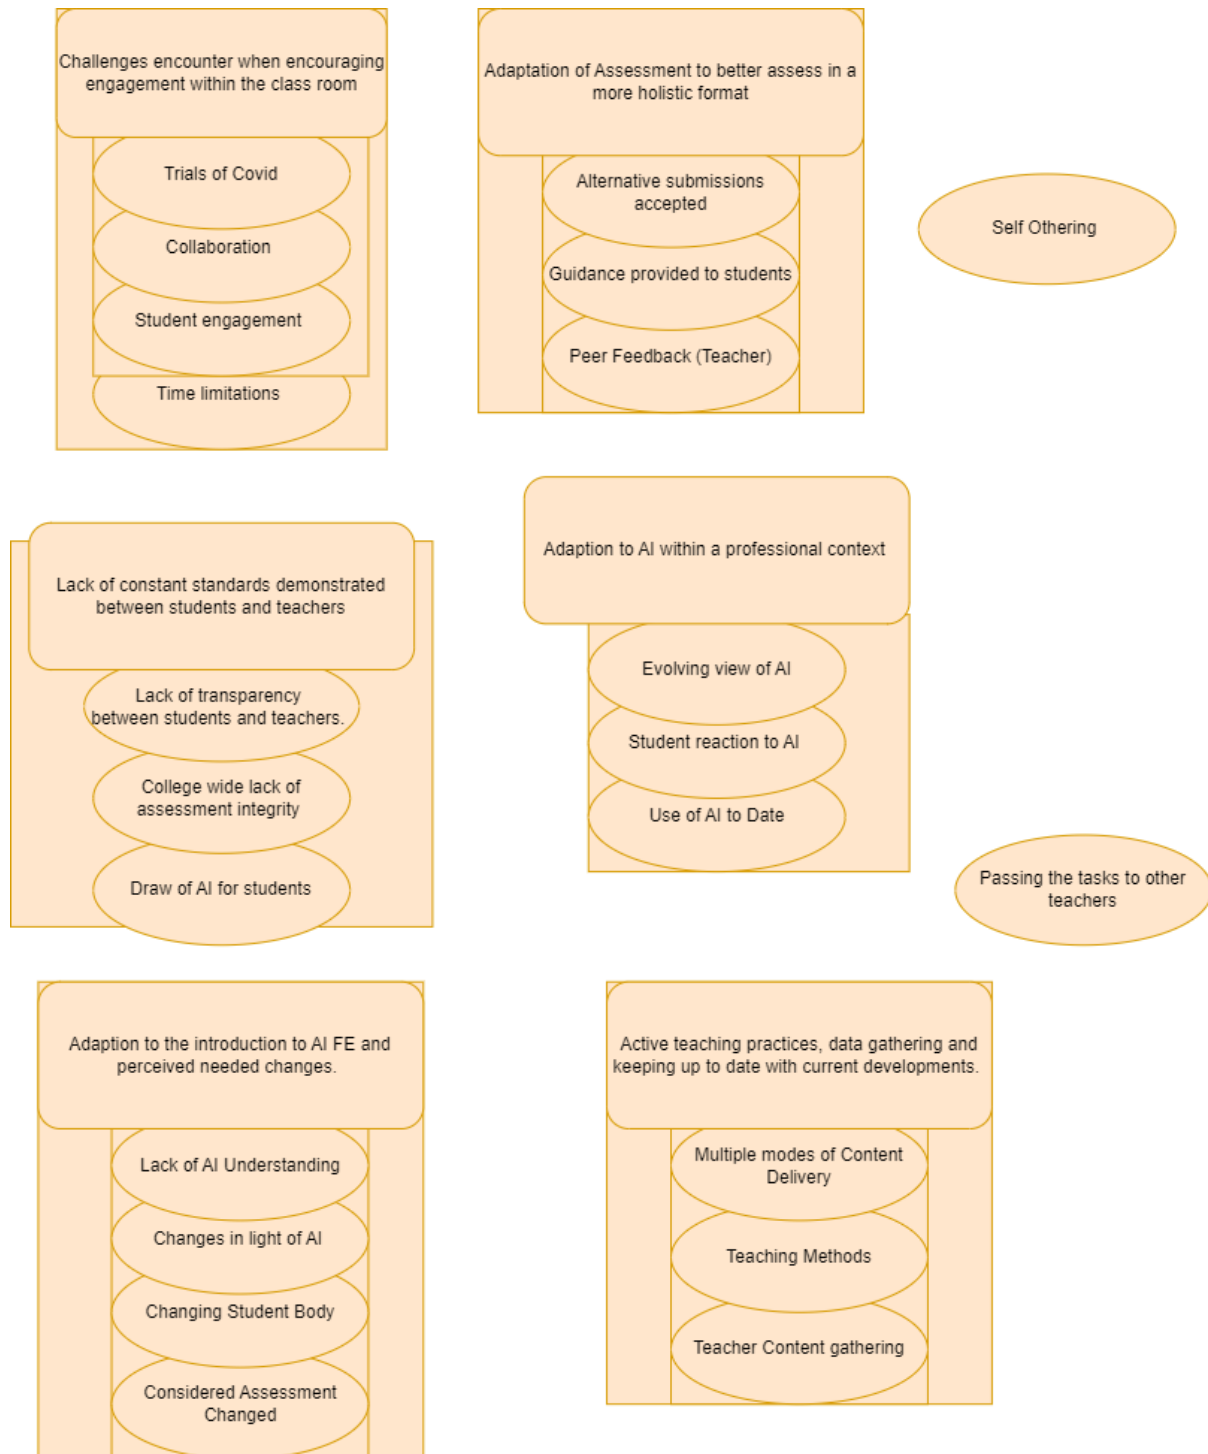 Challenges encounter when encouraging
engagement within the class room
Trials of Covid
Collaboration
Student engagement
Time limitations
Adaptation of Assessment to better assess in a
more holistic format
Alternative submissions
accepted
Guidance provided to students
Peer Feedback (Teacher)
Self Othering
Lack of constant standards demonstrated
between students and teachers
Lack of transparency
between students and teachers.
College wide lack of
assessment integrity
Draw of AI for students
Adaption to AI within a professional context
Evolving view of AI
Student reaction to AI
Use of AI to Date
Passing the tasks to other
teachers
Adaption to the introduction to AI FE and
perceived needed changes.
Lack of AI Understanding
Changes in light of AI
Changing Student Body
Considered Assessment
Changed
Active teaching practices, data gathering and
keeping up to date with current developments.
Multiple modes of Content
Delivery
Teaching Methods
Teacher Content gathering